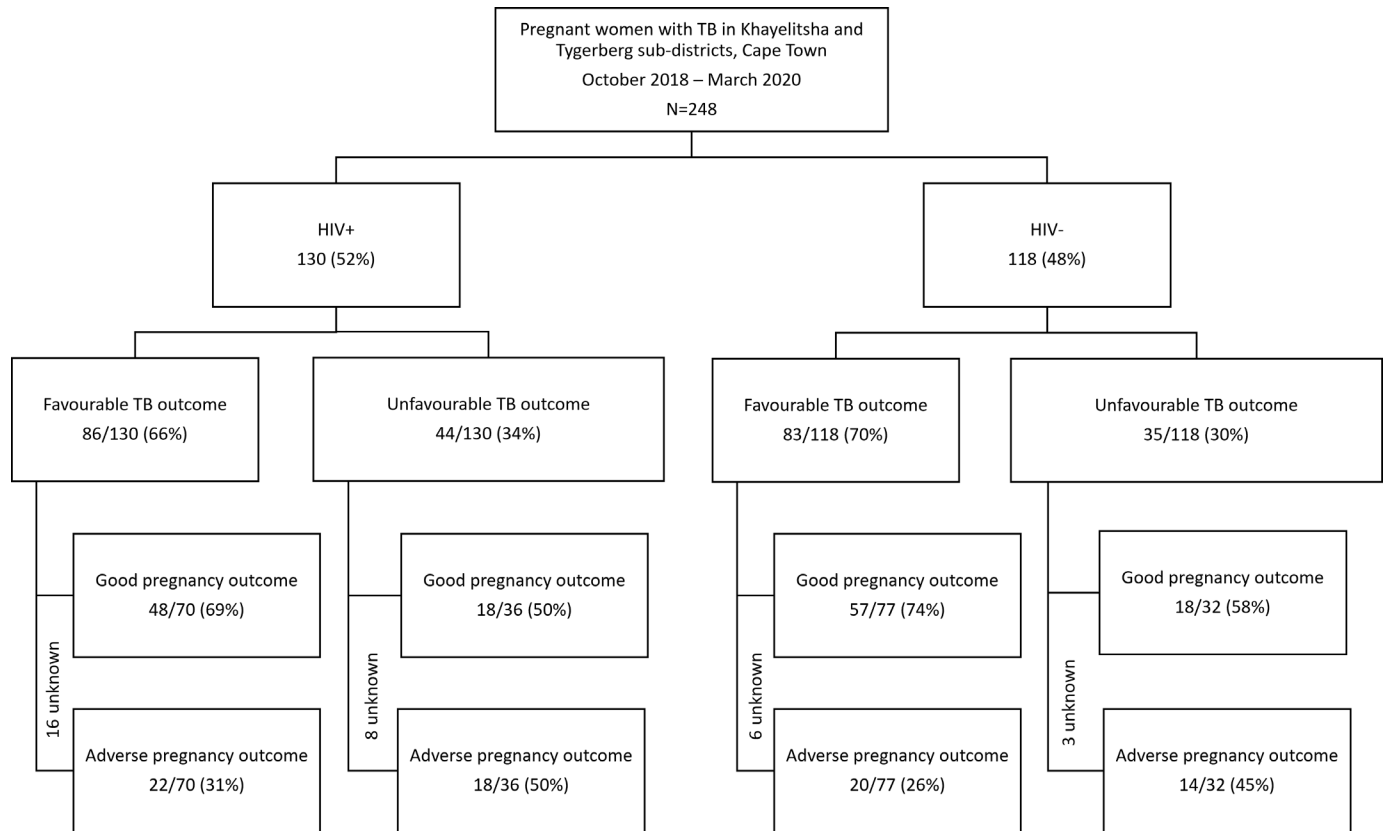 Pregnant women with TB in Khayelitsha and
Tygerberg sub-districts, Cape Town
October 2018 – March 2020
N=248
HIV+
130 (52%)
HIV-
118 (48%)
Favourable TB outcome
86/130 (66%)
Unfavourable TB outcome
44/130 (34%)
Favourable TB outcome
83/118 (70%)
Unfavourable TB outcome
35/118 (30%)
16 unknown
Good pregnancy outcome
48/70 (69%)
8 unknown
Good pregnancy outcome
18/36 (50%)
6 unknown
Good pregnancy outcome
57/77 (74%)
3 unknown
Good pregnancy outcome
18/32 (58%)
Adverse pregnancy outcome
22/70 (31%)
Adverse pregnancy outcome
18/36 (50%)
Adverse pregnancy outcome
20/77 (26%)
Adverse pregnancy outcome
14/32 (45%)